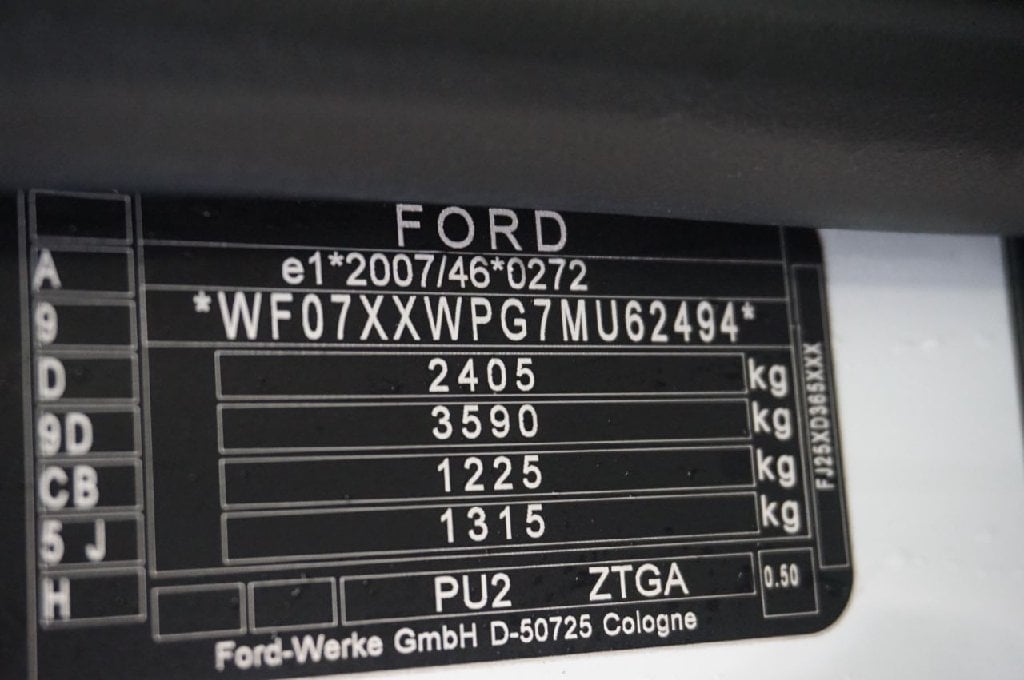 FORD
A
e1*2007/46*0272
9
*WF07XXWPG7MU62494*
D
2405 kg
9D
3590 kg
CB
1225 kg
5 J
1315 kg
H
PU2 ZTGA 0.50
Ford-Werke GmbH D-50725 Cologne
FJ25XD365XXX